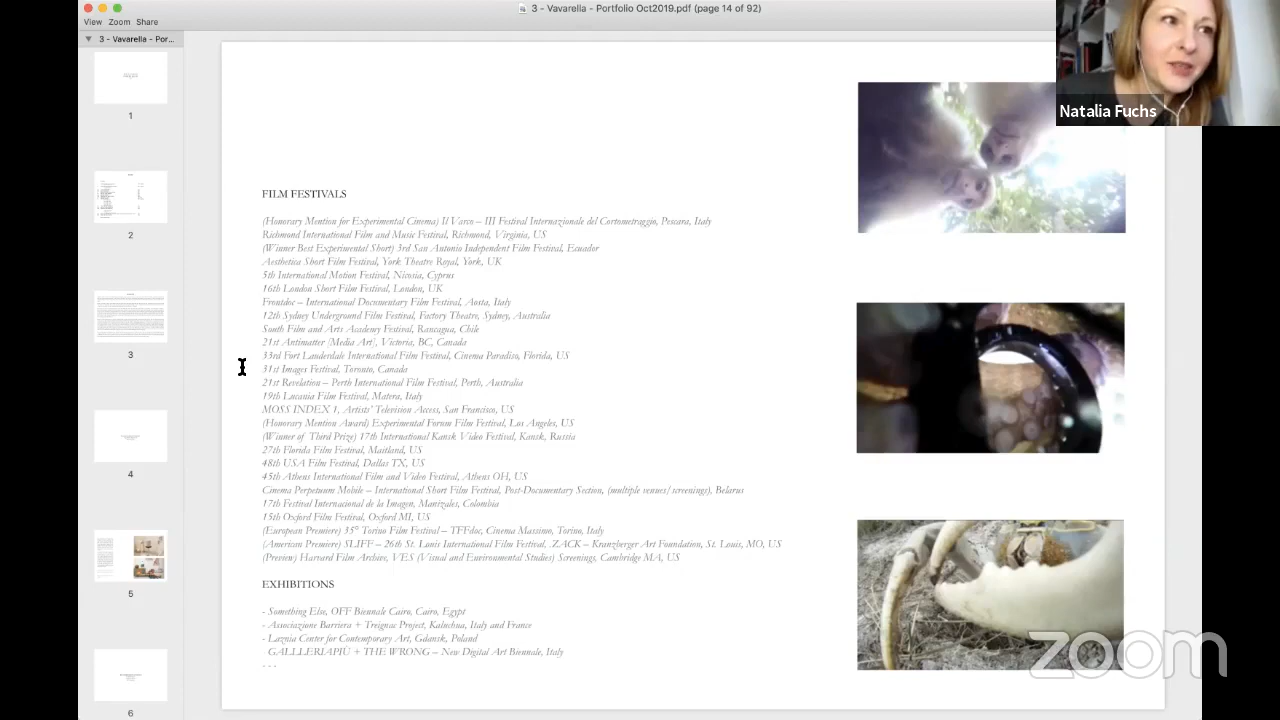 3 - Vavarella - Portfolio Oct2019.pdf (page 14 of 92)
View Zoom Share
3 - Vavarella - Por...
1
2
3
4
5
6
Natalia Fuchs
FILM FESTIVALS
(Honorary Mention for Experimental Cinema) Il Varco – III Festival Internazionale del Cortometraggio, Pescara, Italy
Richmond International Film and Music Festival, Richmond, Virginia, US
(Winner Best Experimental Short) 3rd San Antonio Independent Film Festival, Ecuador
Aesthetica Short Film Festival, York Theatre Royal, York, UK
5th International Motion Festival, Nicosia, Cyprus
16th London Short Film Festival, London, UK
Frontdoc – International Documentary Film Festival, Aosta, Italy
12th Sydney Underground Film Festival, Factory Theatre, Sydney, Australia
South Film and Arts Academy Festival, Rancagua, Chile
21st Antimatter [Media Art], Victoria, BC, Canada
33rd Fort Lauderdale International Film Festival, Cinema Paradiso, Florida, US
31st Images Festival, Toronto, Canada
21st Revelation – Perth International Film Festival, Perth, Australia
19th Lucania Film Festival, Matera, Italy
MOSS INDEX 1, Artists' Television Access, San Francisco, US
(Honorary Mention Award) Experimental Forum Film Festival, Los Angeles, US
(Winner of Third Prize) 17th International Kansk Video Festival, Kansk, Russia
27th Florida Film Festival, Maitland, US
48th USA Film Festival, Dallas TX, US
45th Athens International Film and Video Festival, Athens OH, US
Cinema Perpetuum Mobile – International Short Film Festival, Post-Documentary Section, (multiple venues/screenings), Belarus
17th Festival Internacional de la Imagen, Manizales, Colombia
15th Oxford Film Festival, Oxford MI, US
(European Premiere) 35th Torino Film Festival – TFFdoc, Cinema Massimo, Torino, Italy
(American Premiere) SLIFF – 26th St. Louis International Film Festival, .ZACK – Kranzberger Art Foundation, St. Louis, MO, US
(Preview) Harvard Film Archive, VES (Visual and Environmental Studies) Screenings, Cambridge MA, US
EXHIBITIONS
- Something Else, OFF Biennale Cairo, Cairo, Egypt
- Associazione Barriera + Treignac Project, Kaluchua, Italy and France
- Laznia Center for Contemporary Art, Gdansk, Poland
GALLLERIAPIÙ + THE WRONG – New Digital Art Biennale, Italy
- - -
zoom